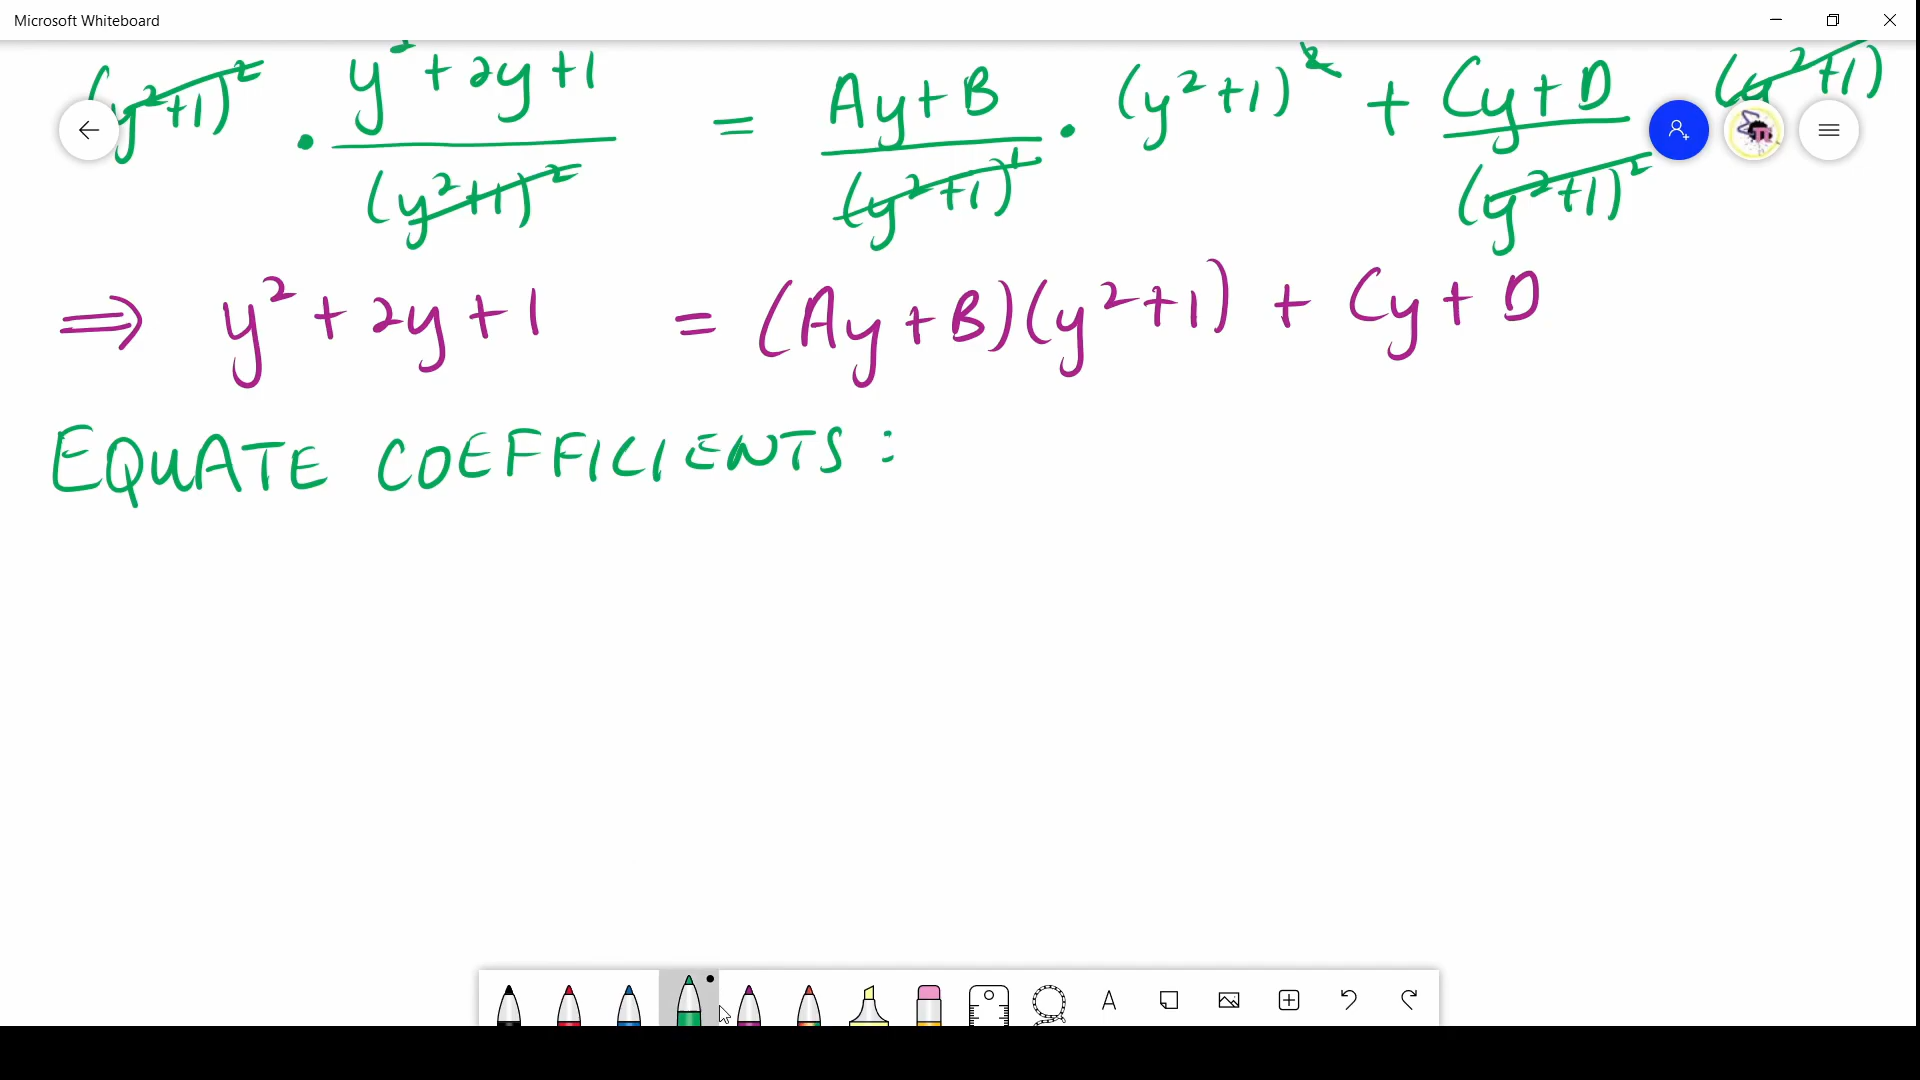 Microsoft Whiteboard
(y²+1)² · y²+2y+1/(y²+1)² = Ay+B/(y²+1)¹ · (y²+1)² + Cy+D/(y²+1)² (y²+1)
⟹ y²+2y+1 = (Ay+B)(y²+1) + Cy+D
EQUATE COEFFICIENTS :
A